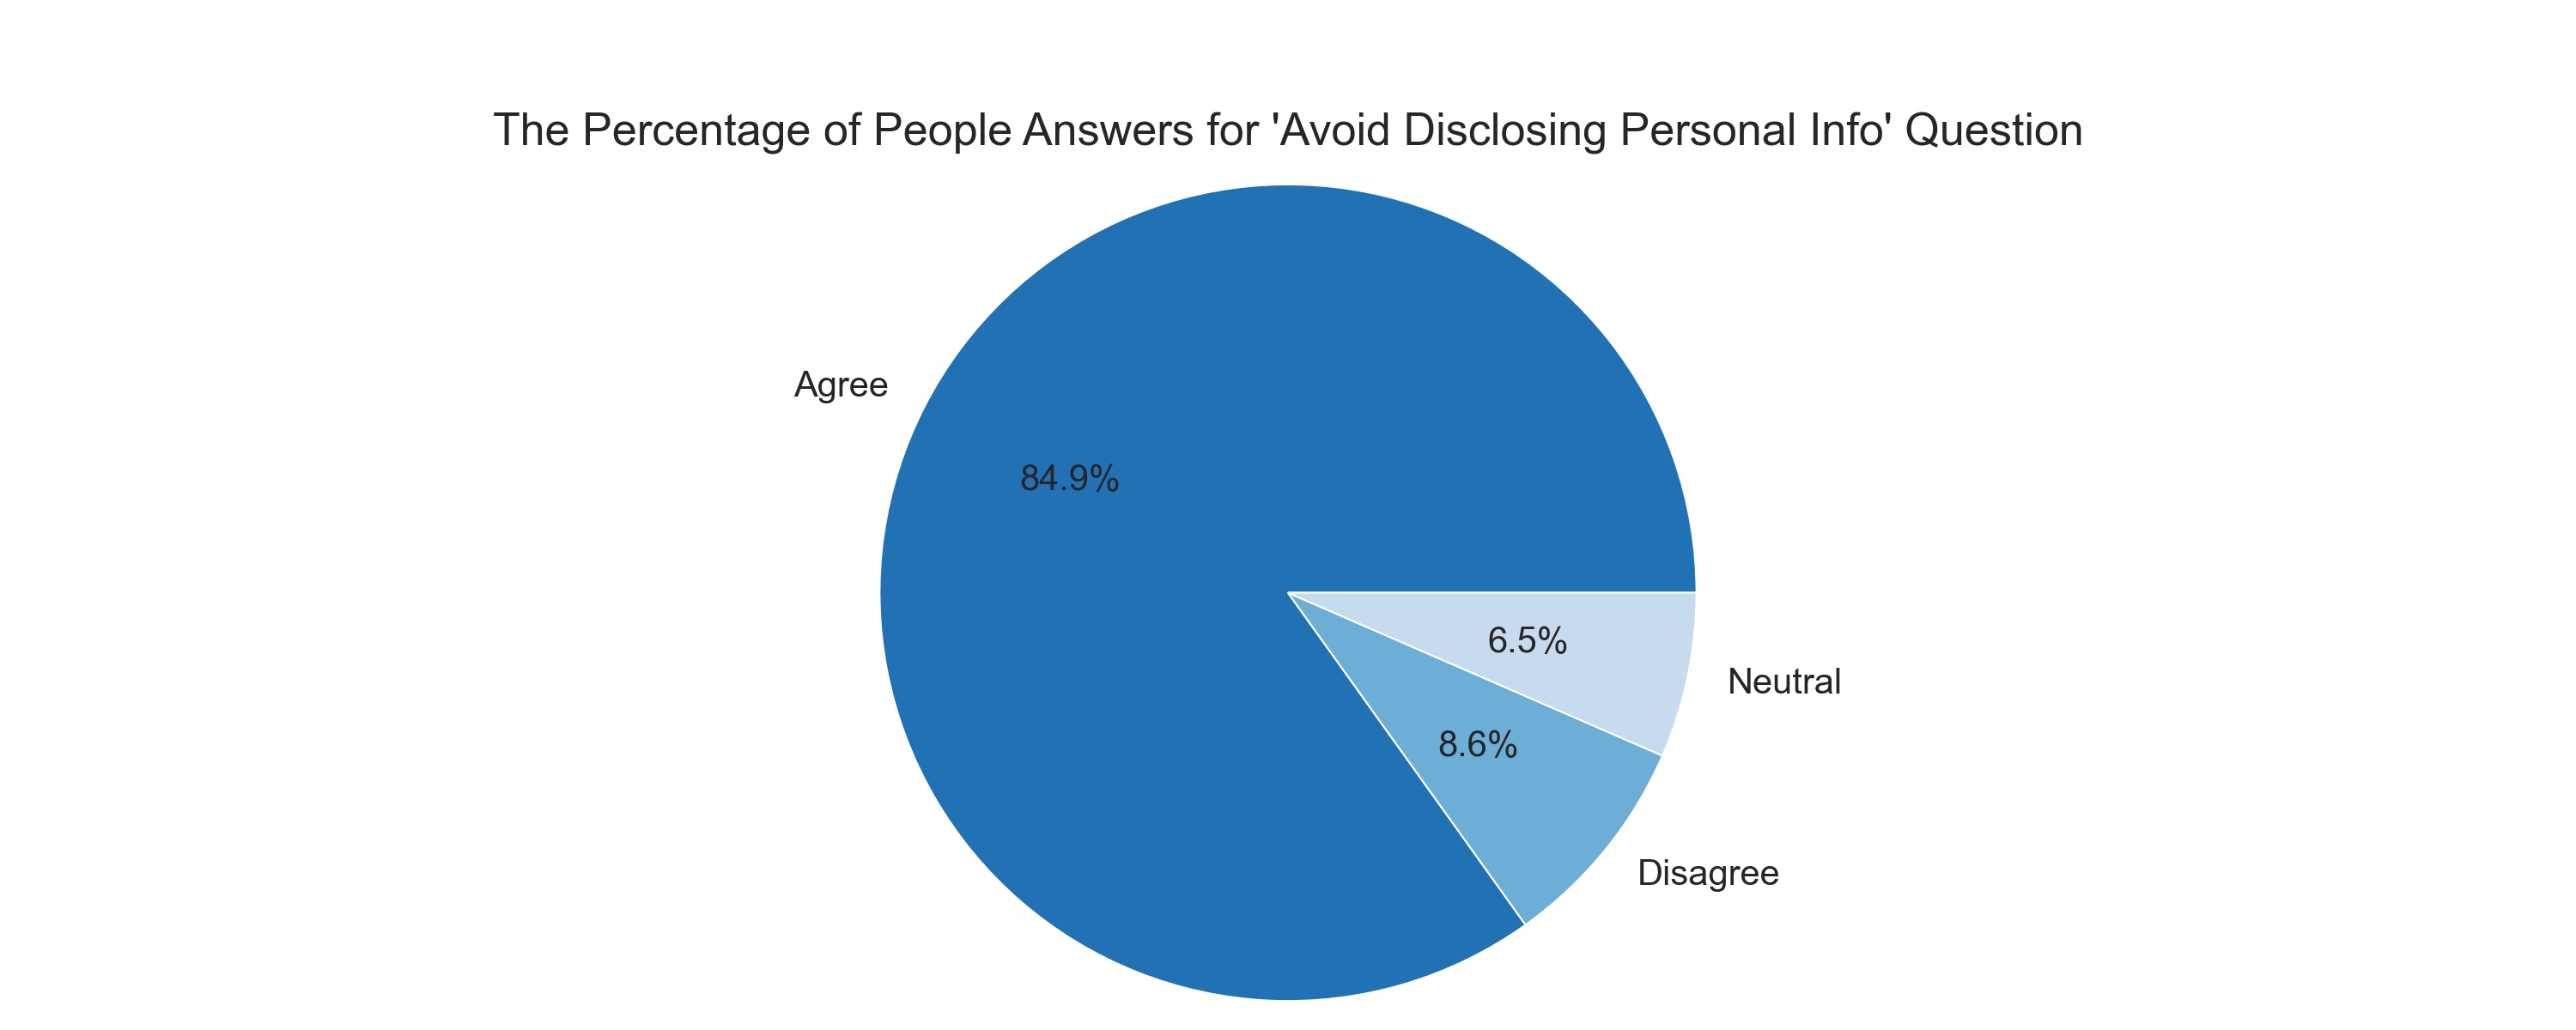 The Percentage of People Answers for 'Avoid Disclosing Personal Info' Question
Agree
84.9%
6.5%
Neutral
8.6%
Disagree